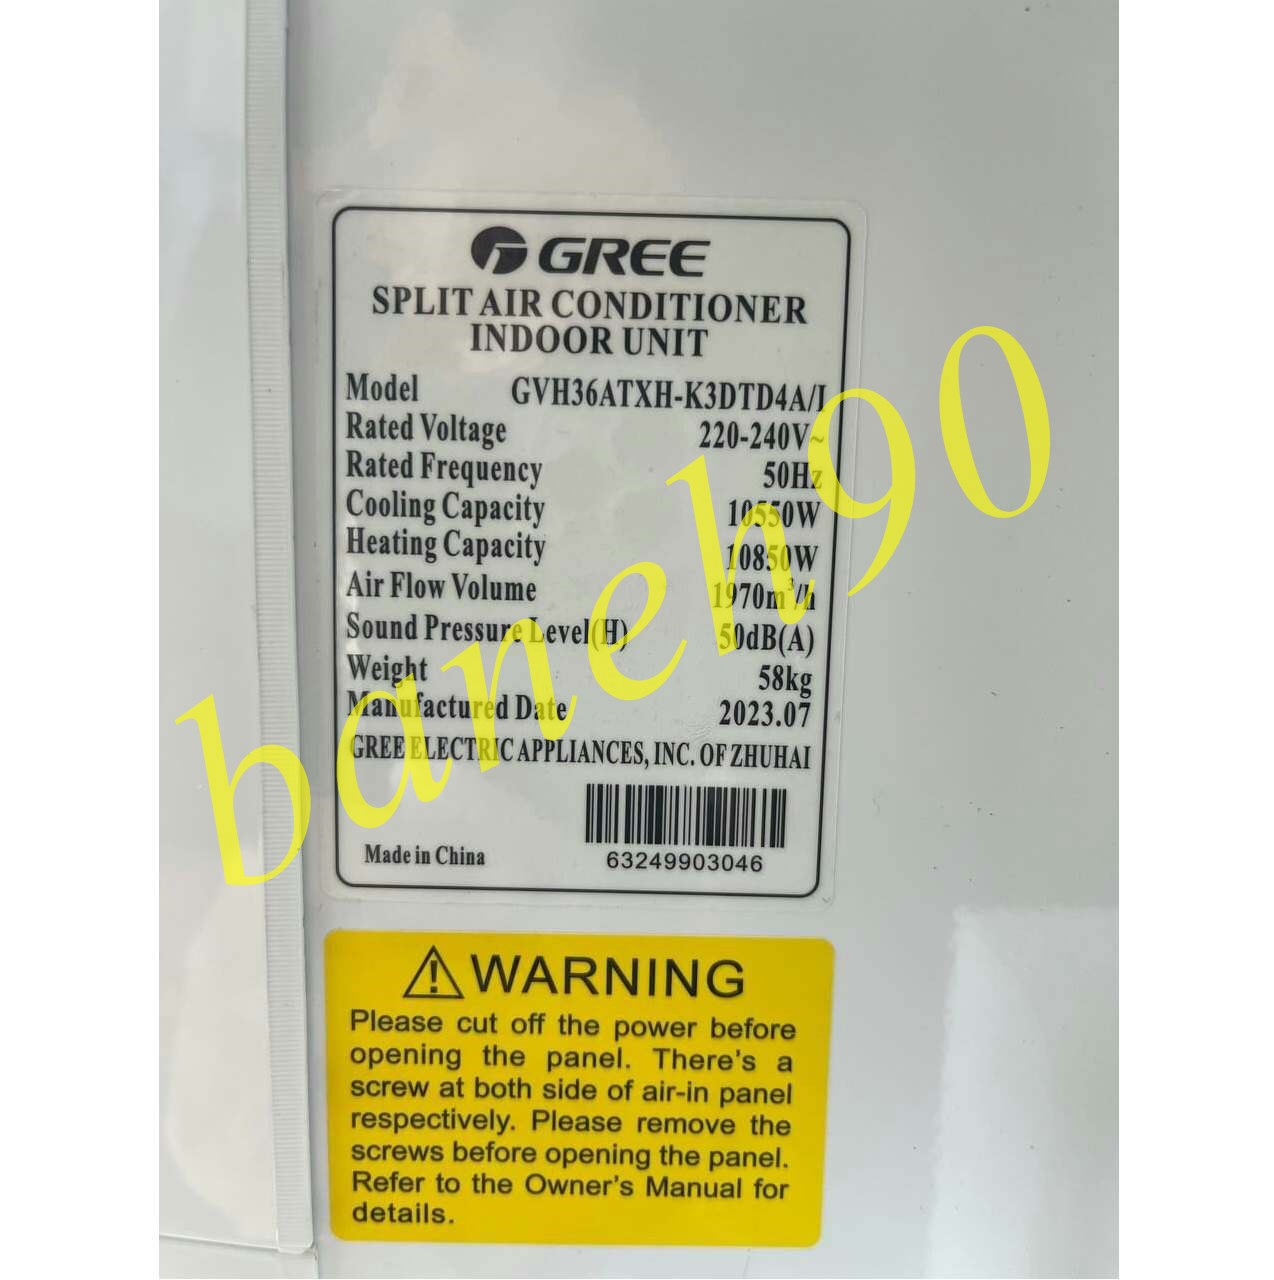 GREE
SPLIT AIR CONDITIONER
INDOOR UNIT
Model GVH36ATXH-K3DTD4A/I
Rated Voltage 220-240V~
Rated Frequency 50Hz
Cooling Capacity 10550W
Heating Capacity 10850W
Air Flow Volume 1970m³/h
Sound Pressure Level(H) 50dB(A)
Weight 58kg
Manufactured Date 2023.07
GREE ELECTRIC APPLIANCES, INC. OF ZHUHAI
Made in China 63249903046
baneh90
WARNING
Please cut off the power before
opening the panel. There's a
screw at both side of air-in panel
respectively. Please remove the
screws before opening the panel.
Refer to the Owner's Manual for
details.